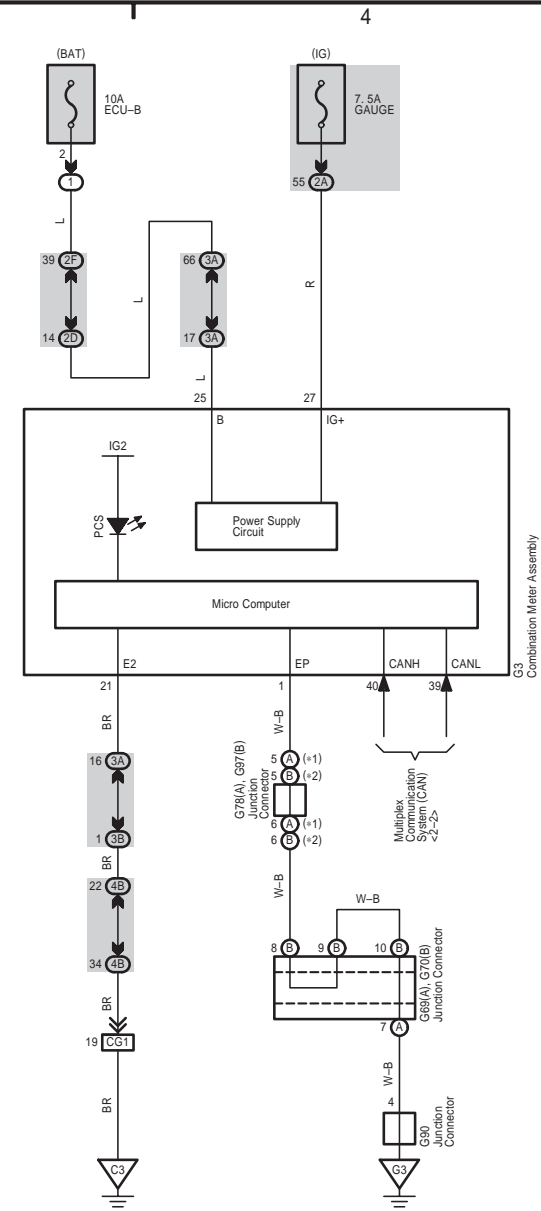 4
(BAT)
(IG)
10A
ECU–B
7. 5A
GAUGE
2
1
55 2A
L
39 2F
66 3A
L
R
14 2D
17 3A
L
25
27
B
IG+
IG2
PCS
Power Supply
Circuit
Micro Computer
G3
Combination Meter Assembly
E2
EP
CANH
CANL
21
1
40
39
BR
W–B
16 3A
5 A (*1)
5 B (*2)
G78(A), G97(B)
Junction
Connector
Multiplex
Communication
System (CAN)
<2–2>
1 3B
6 A (*1)
6 B (*2)
BR
22 4B
W–B
W–B
8 B
9 B
10 B
34 4B
G69(A), G70(B)
Junction Connector
BR
7 A
19 CG1
W–B
BR
4
G90
Junction
Connector
C3
G3